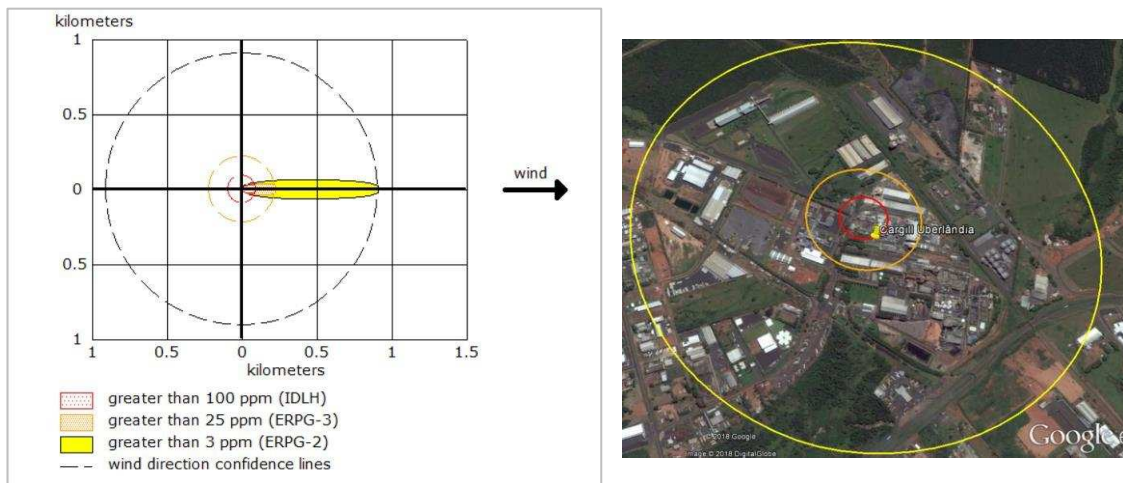 kilometers
1
0.5
0
0.5
1
1 0.5 0 0.5 1 1.5
kilometers
wind
greater than 100 ppm (IDLH)
greater than 25 ppm (ERPG-3)
greater than 3 ppm (ERPG-2)
wind direction confidence lines
Cargill Uberlândia
© 2018 Google
Image © 2018 DigitalGlobe
Google e